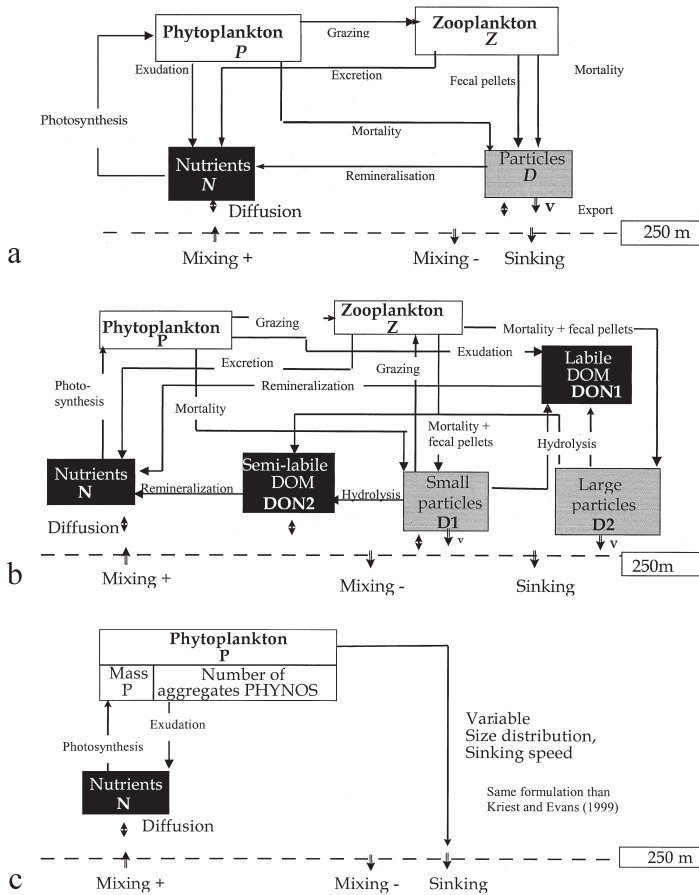 Phytoplankton
P
Grazing
Zooplankton
Z
Exudation
Excretion
Fecal pellets
Mortality
Photosynthesis
Mortality
Nutrients
N
Remineralisation
Particles
D
Diffusion
v
Export
250 m
a
Mixing +
Mixing -
Sinking
Phytoplankton
P
Grazing
Zooplankton
Z
Mortality + fecal pellets
Exudation
Labile
DOM
DON1
Excretion
Grazing
Photo-
synthesis
Remineralization
Mortality
Mortality +
fecal pellets
Hydrolysis
Nutrients
N
Remineralization
Semi-labile
DOM
DON2
Hydrolysis
Small
particles
D1
Large
particles
D2
Diffusion
v
v
250m
b
Mixing +
Mixing -
Sinking
Phytoplankton
P
Mass
P
Number of
aggregates PHYNOS
Exudation
Photosynthesis
Variable
Size distribution,
Sinking speed
Nutrients
N
Same formulation than
Kriest and Evans (1999)
Diffusion
250 m
c
Mixing +
Mixing -
Sinking